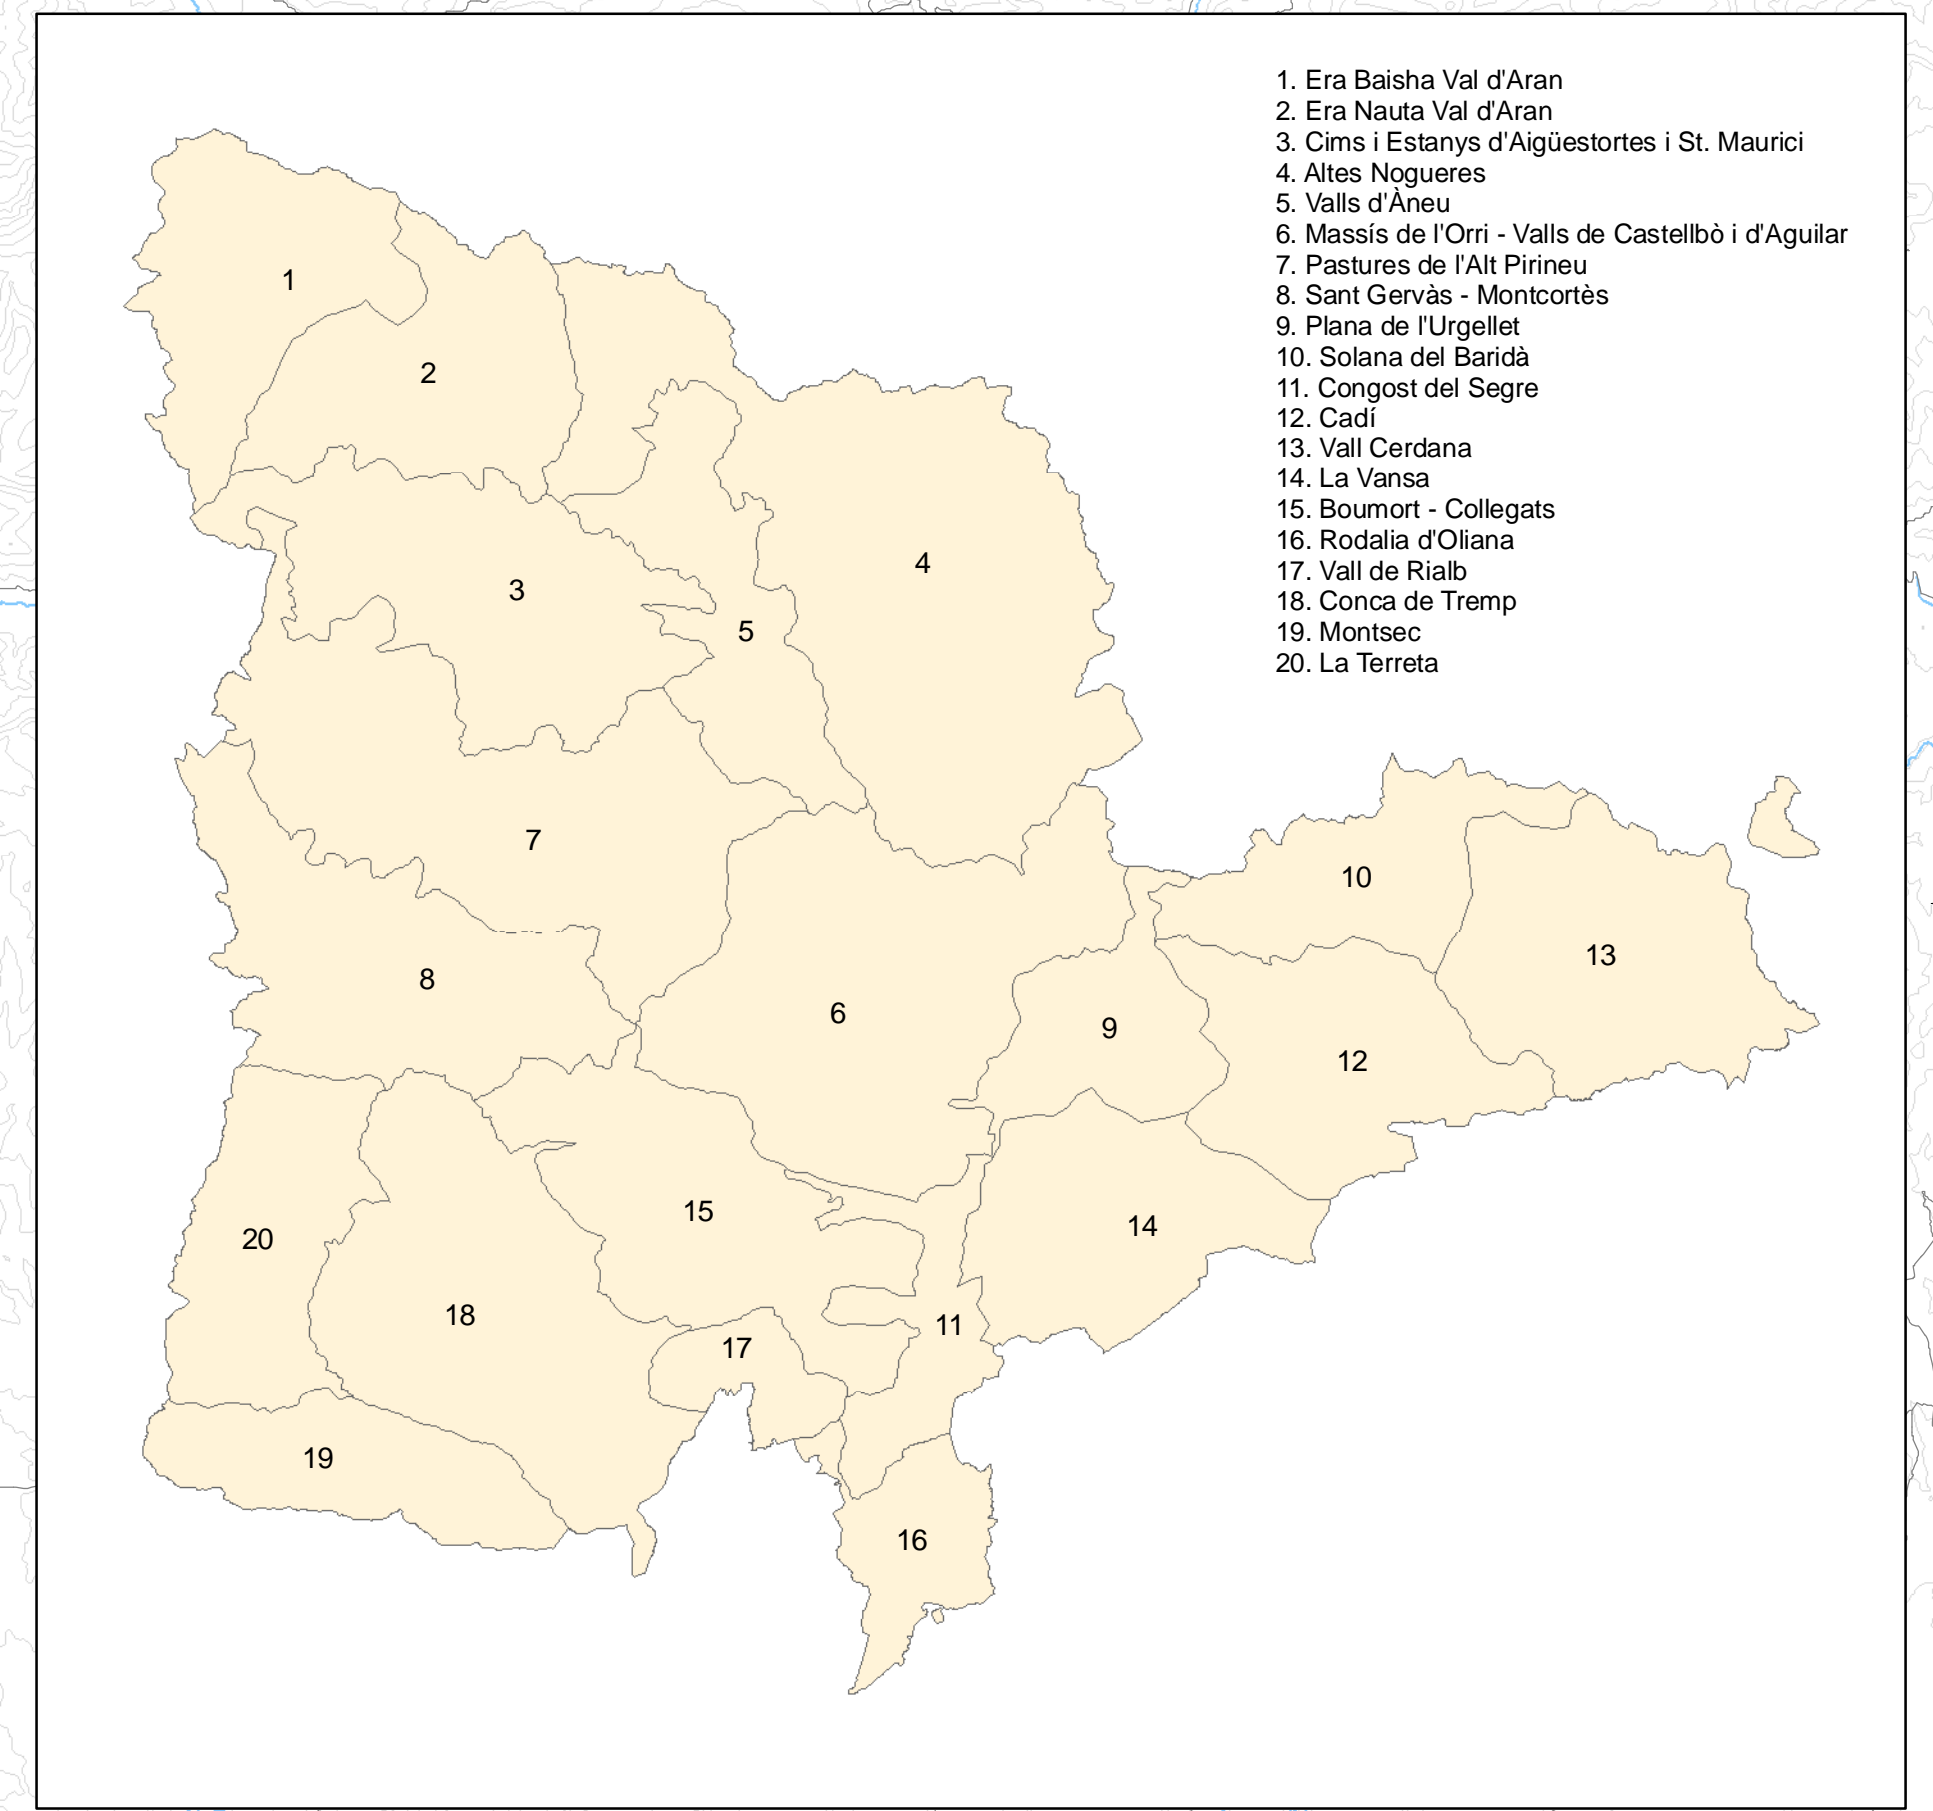 1. Era Baisha Val d'Aran
2. Era Nauta Val d'Aran
3. Cims i Estanys d'Aigüestortes i St. Maurici
4. Altes Nogueres
5. Valls d'Àneu
6. Massís de l'Orri - Valls de Castellbò i d'Aguilar
7. Pastures de l'Alt Pirineu
8. Sant Gervàs - Montcortès
9. Plana de l'Urgellet
10. Solana del Baridà
11. Congost del Segre
12. Cadí
13. Vall Cerdana
14. La Vansa
15. Boumort - Collegats
16. Rodalia d'Oliana
17. Vall de Rialb
18. Conca de Tremp
19. Montsec
20. La Terreta
1
2
4
3
5
7
10
13
8
6
9
12
15
14
20
18
11
17
19
16